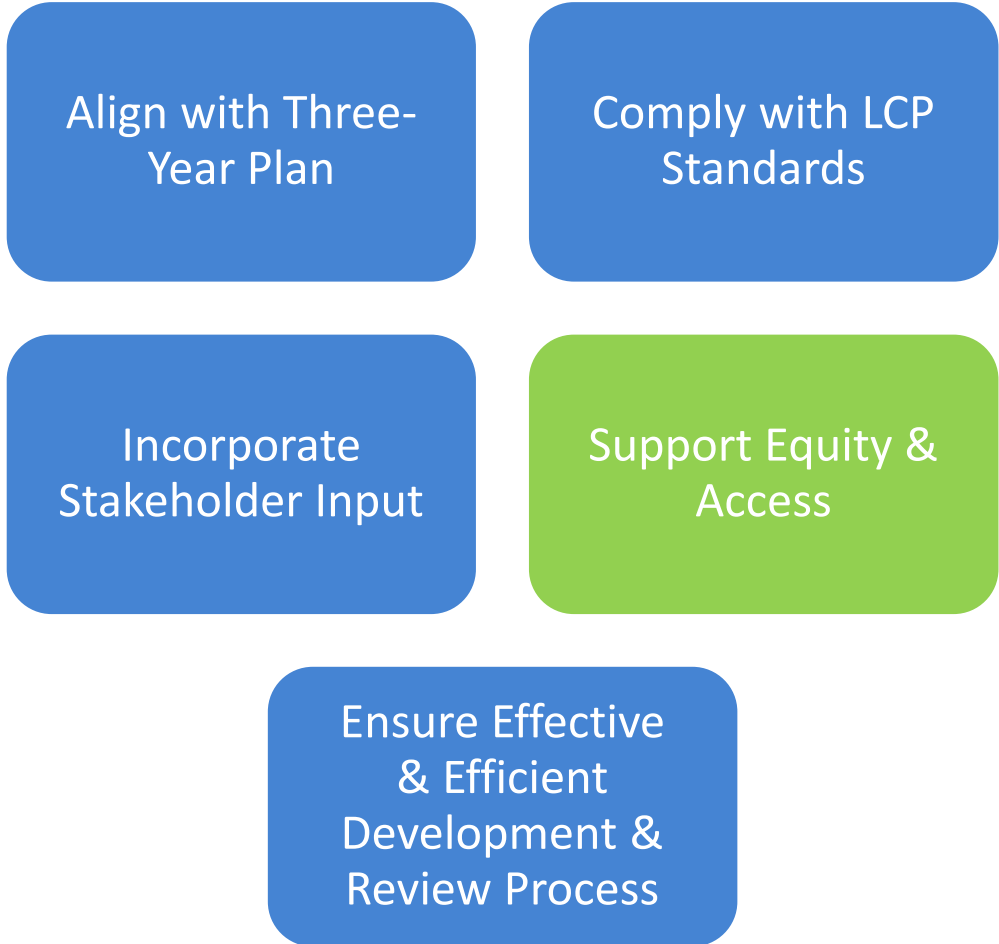 Align with Three-
Year Plan
Comply with LCP
Standards
Incorporate
Stakeholder Input
Support Equity &
Access
Ensure Effective
& Efficient
Development &
Review Process